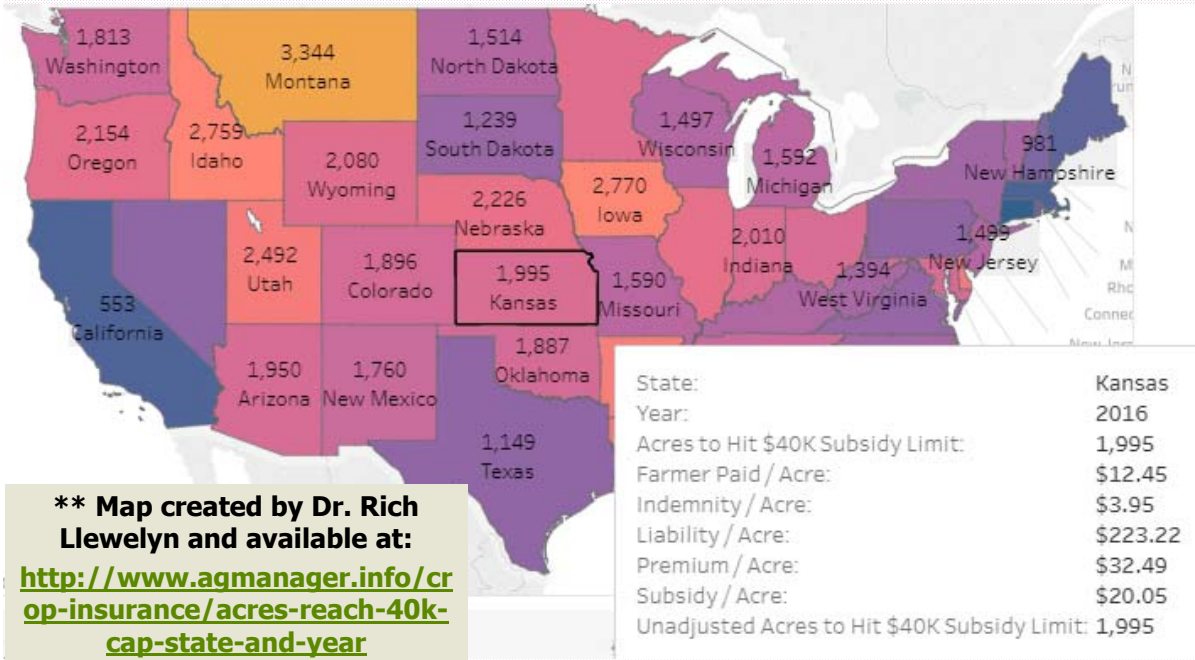 1,813
Washington
3,344
Montana
1,514
North Dakota
2,154
Oregon
2,759
Idaho
2,080
Wyoming
1,239
South Dakota
1,497
Wisconsin
1,592
Michigan
981
New Hampshire
2,226
Nebraska
2,770
Iowa
2,492
Utah
1,896
Colorado
1,995
Kansas
1,590
Missouri
2,010
Indiana
1,394
West Virginia
1,499
New Jersey
553
California
1,950
Arizona
1,760
New Mexico
1,887
Oklahoma
1,149
Texas
N
run
N
M
Rho
Connec
State: Kansas
Year: 2016
Acres to Hit $40K Subsidy Limit: 1,995
Farmer Paid / Acre: $12.45
Indemnity / Acre: $3.95
Liability / Acre: $223.22
Premium / Acre: $32.49
Subsidy / Acre: $20.05
Unadjusted Acres to Hit $40K Subsidy Limit: 1,995
** Map created by Dr. Rich
Llewelyn and available at:
http://www.agmanager.info/cr
op-insurance/acres-reach-40k-
cap-state-and-year